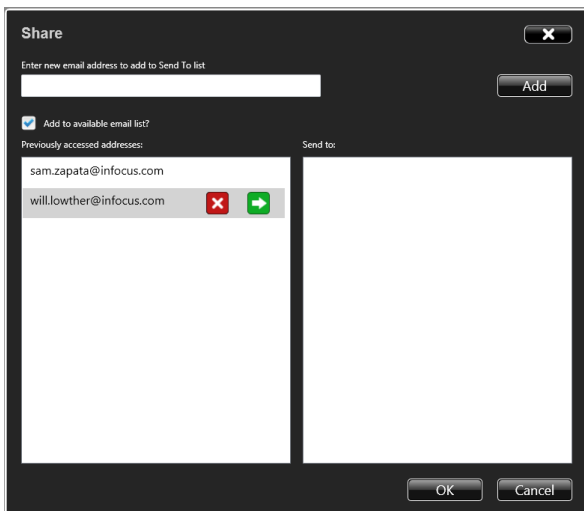 Share
Enter new email address to add to Send To list
Add
Add to available email list?
Previously accessed addresses:
Send to:
sam.zapata@infocus.com
will.lowther@infocus.com
OK
Cancel